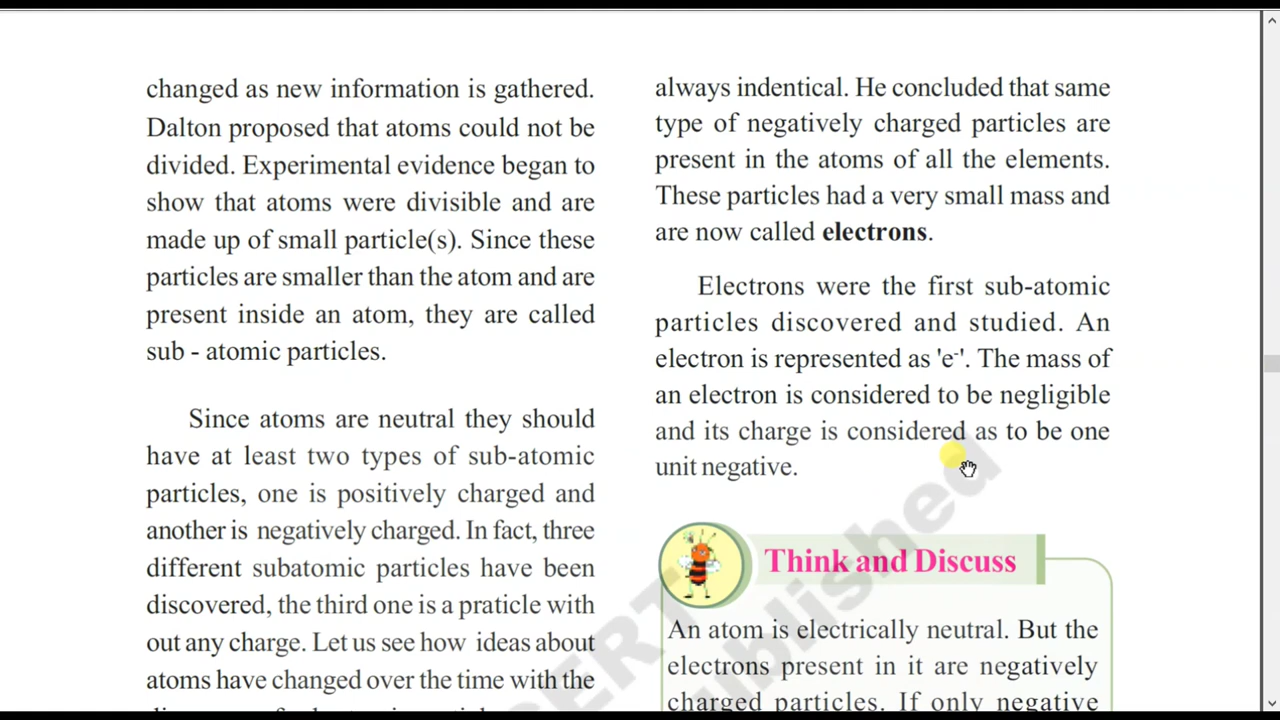 changed as new information is gathered.
Dalton proposed that atoms could not be
divided. Experimental evidence began to
show that atoms were divisible and are
made up of small particle(s). Since these
particles are smaller than the atom and are
present inside an atom, they are called
sub - atomic particles.
Since atoms are neutral they should
have at least two types of sub-atomic
particles, one is positively charged and
another is negatively charged. In fact, three
different subatomic particles have been
discovered, the third one is a praticle with
out any charge. Let us see how ideas about
atoms have changed over the time with the
always indentical. He concluded that same
type of negatively charged particles are
present in the atoms of all the elements.
These particles had a very small mass and
are now called electrons.
Electrons were the first sub-atomic
particles discovered and studied. An
electron is represented as 'e-'. The mass of
an electron is considered to be negligible
and its charge is considered as to be one
unit negative.
Think and Discuss
An atom is electrically neutral. But the
electrons present in it are negatively
charged particles. If only negative